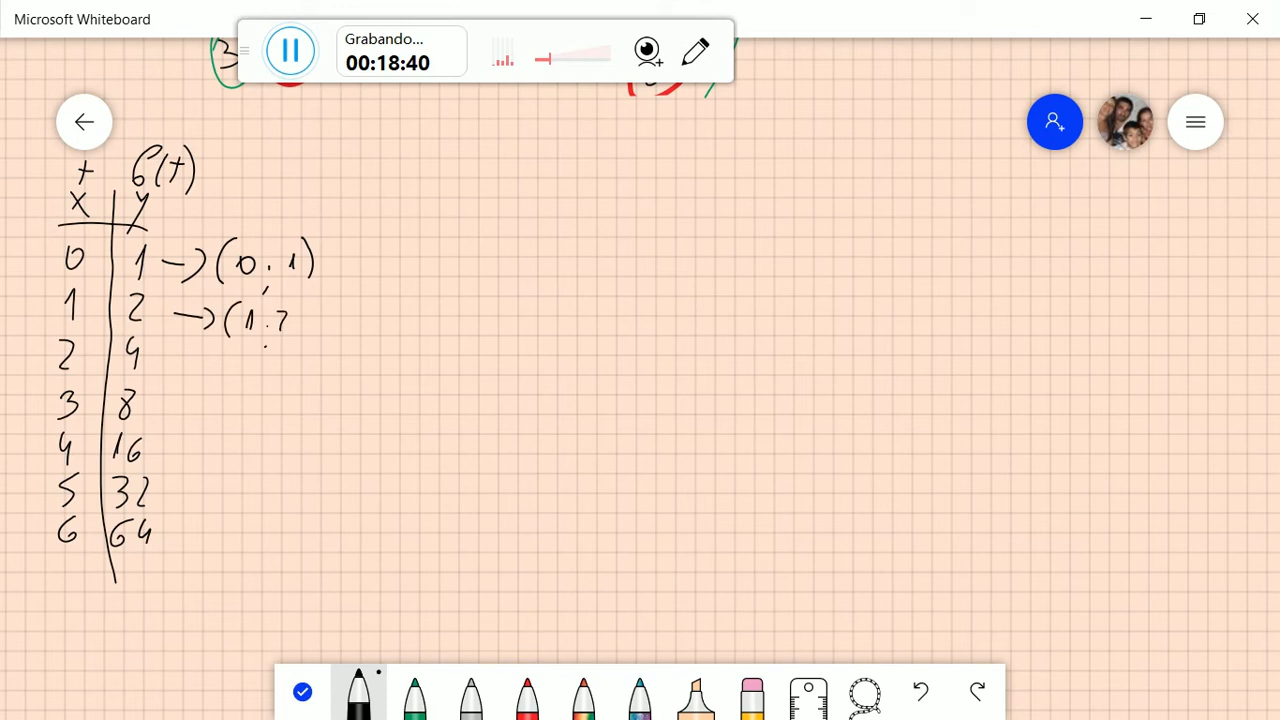 Microsoft Whiteboard
Grabando...
00:18:40
3
t f(t)
x y
0 1 → (0, 1)
1 2 → (1, 2
2 4
3 8
4 16
5 32
6 64